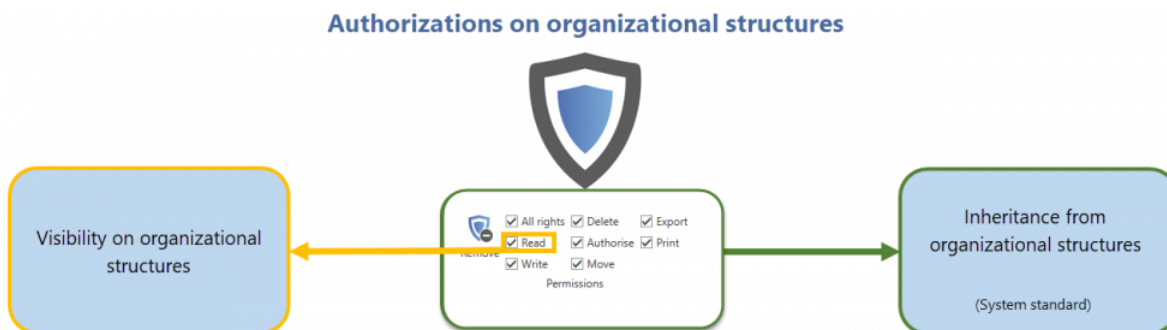 Authorizations on organizational structures
Visibility on organizational
structures
Remove
All rights Delete Export
Read Authorise Print
Write Move
Permissions
Inheritance from
organizational structures
(System standard)